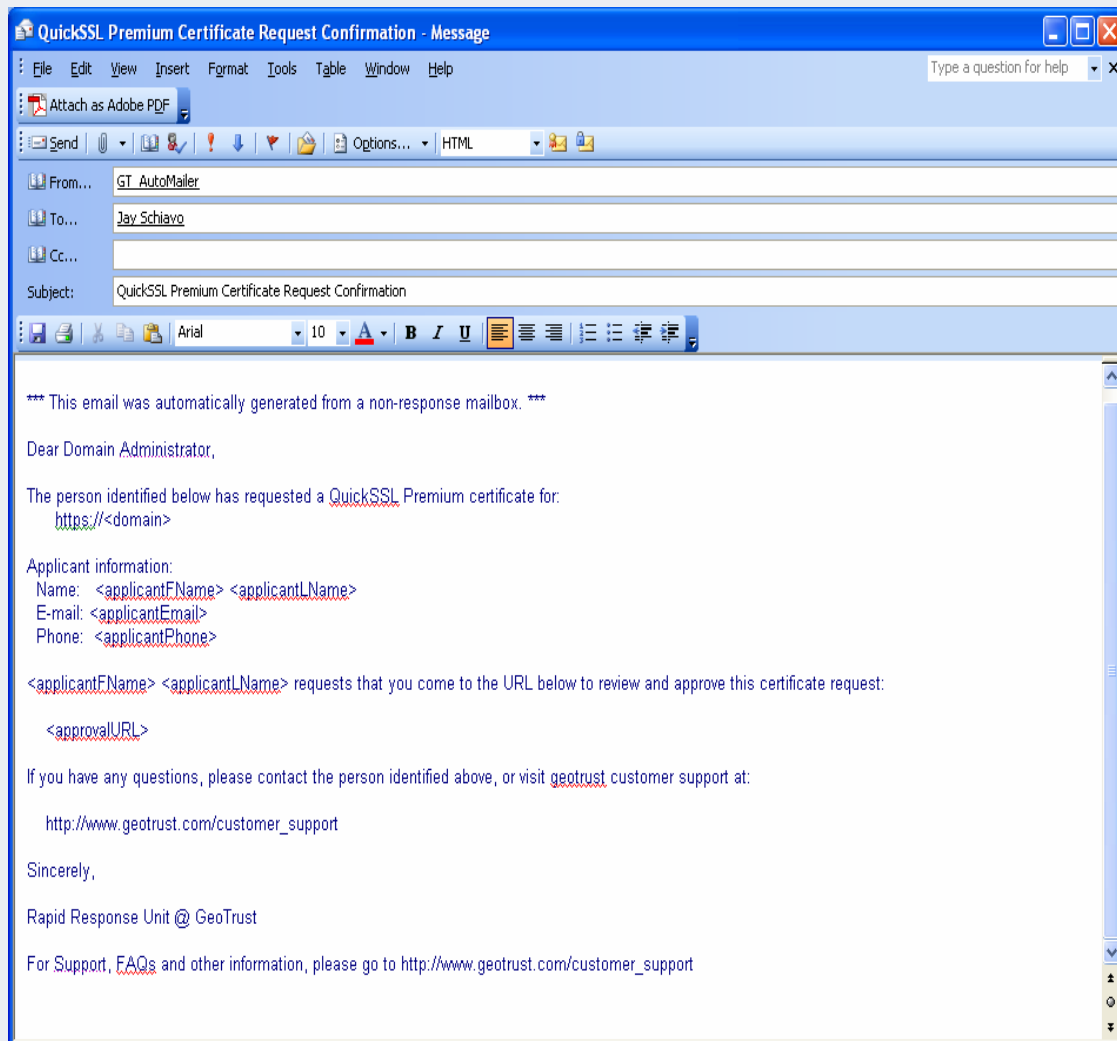 QuickSSL Premium Certificate Request Confirmation - Message
File Edit View Insert Format Tools Table Window Help Type a question for help
Attach as Adobe PDF
Send Options... HTML
From... GT AutoMailer
To... Jay Schiavo
Cc...
Subject: QuickSSL Premium Certificate Request Confirmation
Arial 10 A B I U
*** This email was automatically generated from a non-response mailbox. ***
Dear Domain Administrator,
The person identified below has requested a QuickSSL Premium certificate for:
https://<domain>
Applicant information:
Name: <applicantFName> <applicantLName>
E-mail: <applicantEmail>
Phone: <applicantPhone>
<applicantFName> <applicantLName> requests that you come to the URL below to review and approve this certificate request:
<approvalURL>
If you have any questions, please contact the person identified above, or visit geotrust customer support at:
http://www.geotrust.com/customer_support
Sincerely,
Rapid Response Unit @ GeoTrust
For Support, FAQs and other information, please go to http://www.geotrust.com/customer_support